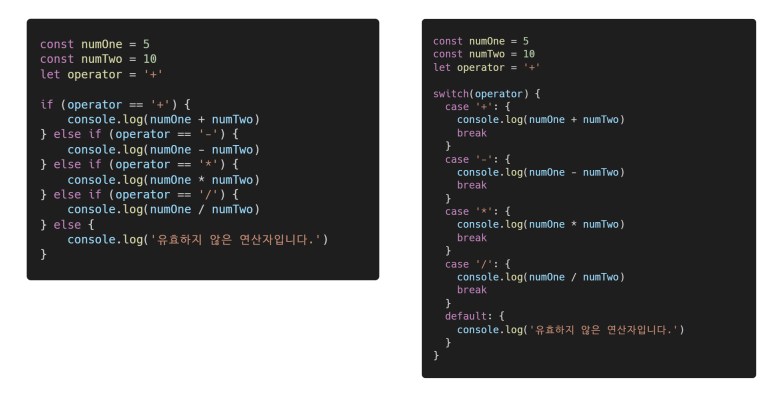 const numOne = 5
const numTwo = 10
let operator = '+'
if (operator == '+') {
    console.log(numOne + numTwo)
} else if (operator == '-') {
    console.log(numOne - numTwo)
} else if (operator == '*') {
    console.log(numOne * numTwo)
} else if (operator == '/') {
    console.log(numOne / numTwo)
} else {
    console.log('유효하지 않은 연산자입니다.')
}
const numOne = 5
const numTwo = 10
let operator = '+'
switch(operator) {
  case '+': {
    console.log(numOne + numTwo)
    break
  }
  case '-': {
    console.log(numOne - numTwo)
    break
  }
  case '*': {
    console.log(numOne * numTwo)
    break
  }
  case '/': {
    console.log(numOne / numTwo)
    break
  }
  default: {
    console.log('유효하지 않은 연산자입니다.')
  }
}